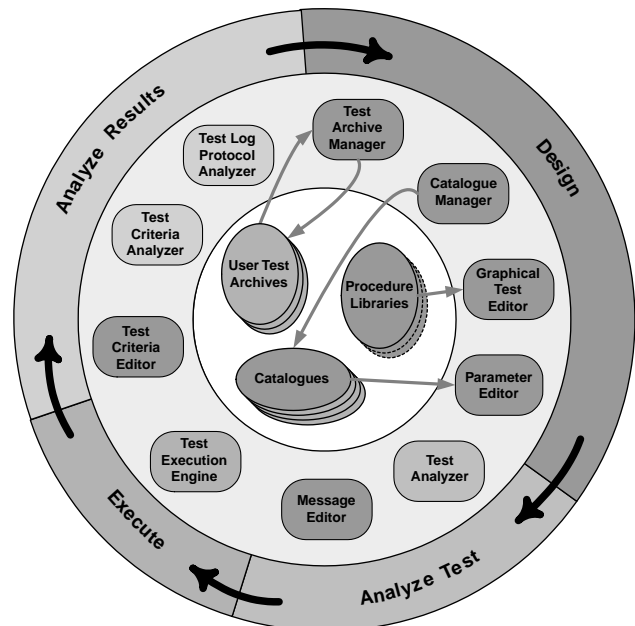 Analyze Results
Design
Execute
Analyze Test
Test
Archive
Manager
Test Log
Protocol
Analyzer
Catalogue
Manager
Test
Criteria
Analyzer
User Test
Archives
Procedure
Libraries
Graphical
Test
Editor
Test
Criteria
Editor
Catalogues
Parameter
Editor
Test
Execution
Engine
Test
Analyzer
Message
Editor